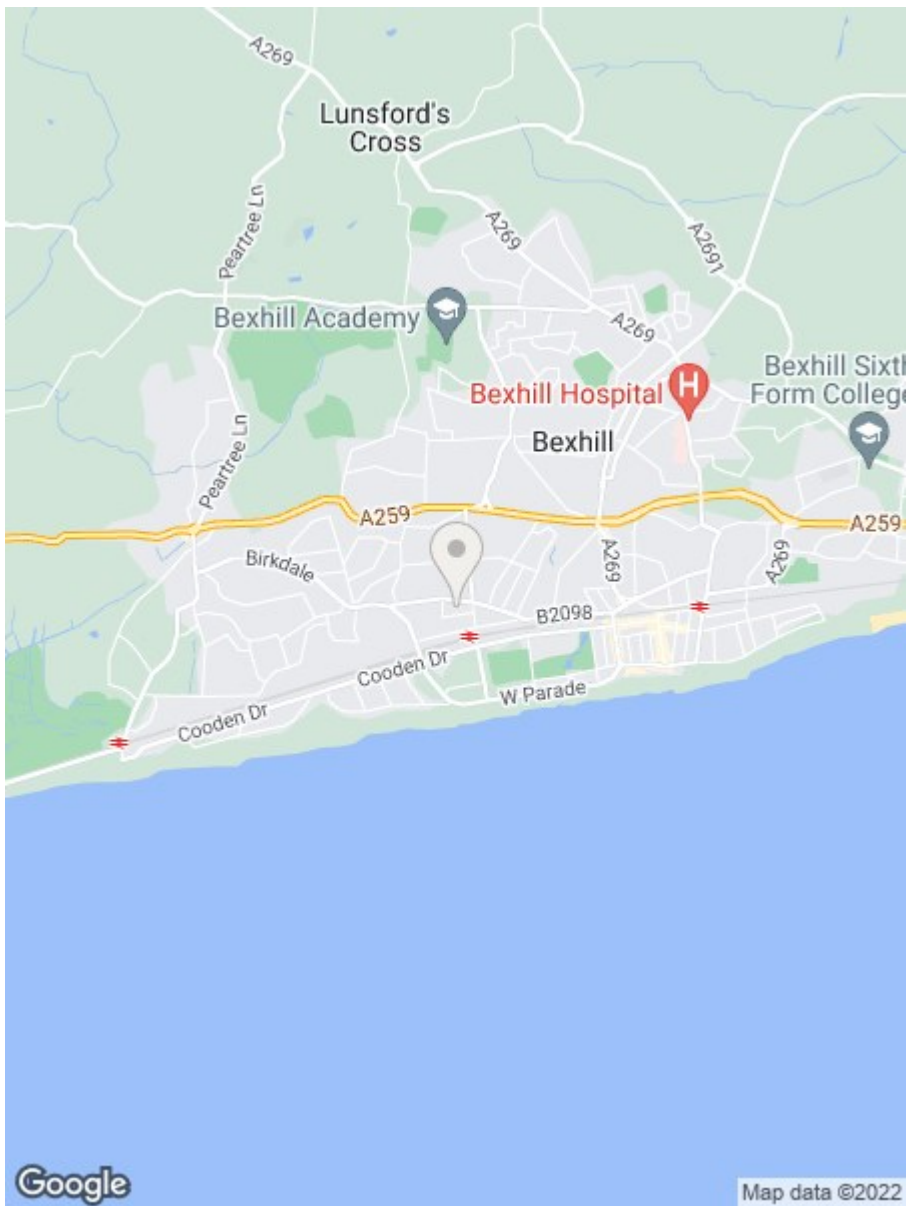 A269
Lunsford's
Cross
Peartree Ln
A269
A2691
Bexhill Academy
A269
Bexhill Sixth
Form College
Bexhill Hospital
H
Bexhill
Peartree Ln
A259
A259
Birkdale
A269
A269
B2098
Cooden Dr
W Parade
Cooden Dr
Google
Map data ©2022